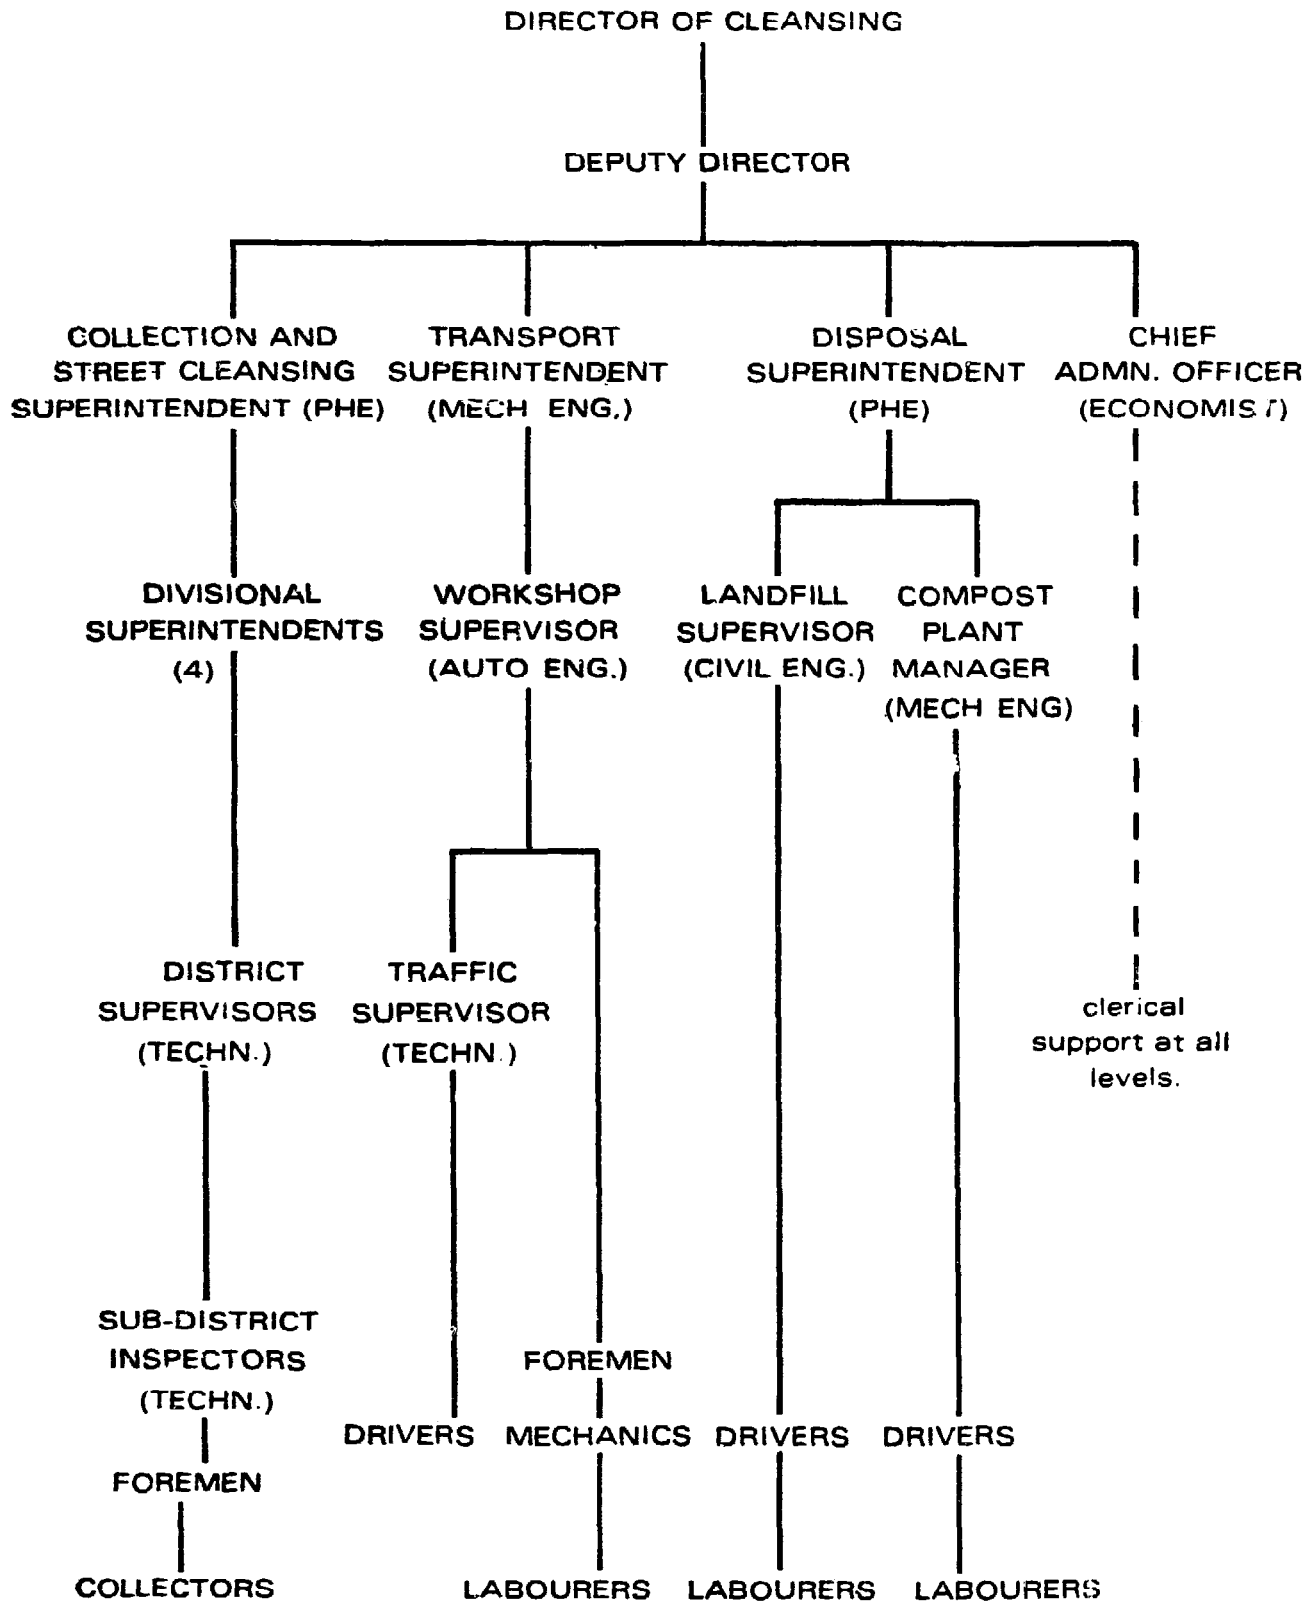 DIRECTOR OF CLEANSING
DEPUTY DIRECTOR
COLLECTION AND
STREET CLEANSING
SUPERINTENDENT (PHE)
TRANSPORT
SUPERINTENDENT
(MECH ENG.)
DISPOSAL
SUPERINTENDENT
(PHE)
CHIEF
ADMN. OFFICER
(ECONOMIST)
DIVISIONAL
SUPERINTENDENTS
(4)
WORKSHOP
SUPERVISOR
(AUTO ENG.)
LANDFILL
SUPERVISOR
(CIVIL ENG.)
COMPOST
PLANT
MANAGER
(MECH ENG)
DISTRICT
SUPERVISORS
(TECHN.)
TRAFFIC
SUPERVISOR
(TECHN.)
clerical
support at all
levels.
SUB-DISTRICT
INSPECTORS
(TECHN.)
FOREMEN
DRIVERS
MECHANICS
DRIVERS
DRIVERS
FOREMEN
COLLECTORS
LABOURERS
LABOURERS
LABOURERS